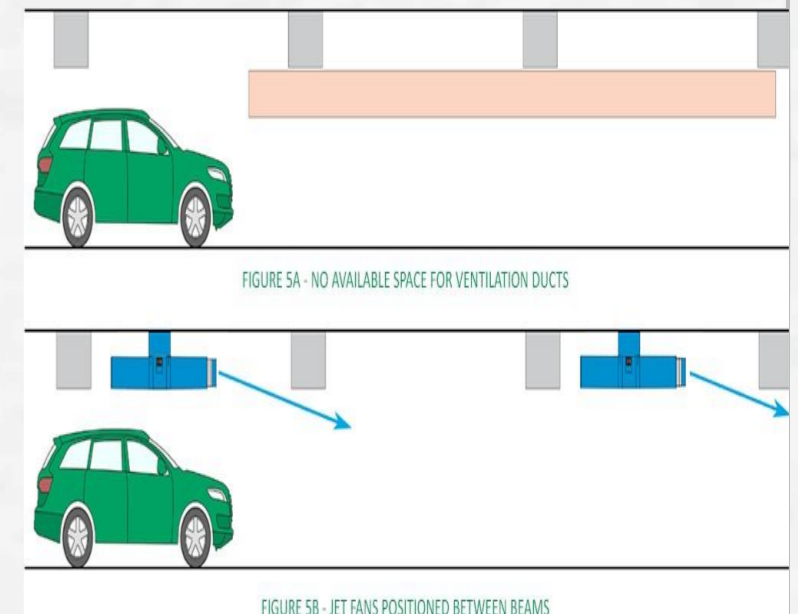 FIGURE 5A - NO AVAILABLE SPACE FOR VENTILATION DUCTS
FIGURE 5B - JET FANS POSITIONED BETWEEN BEAMS